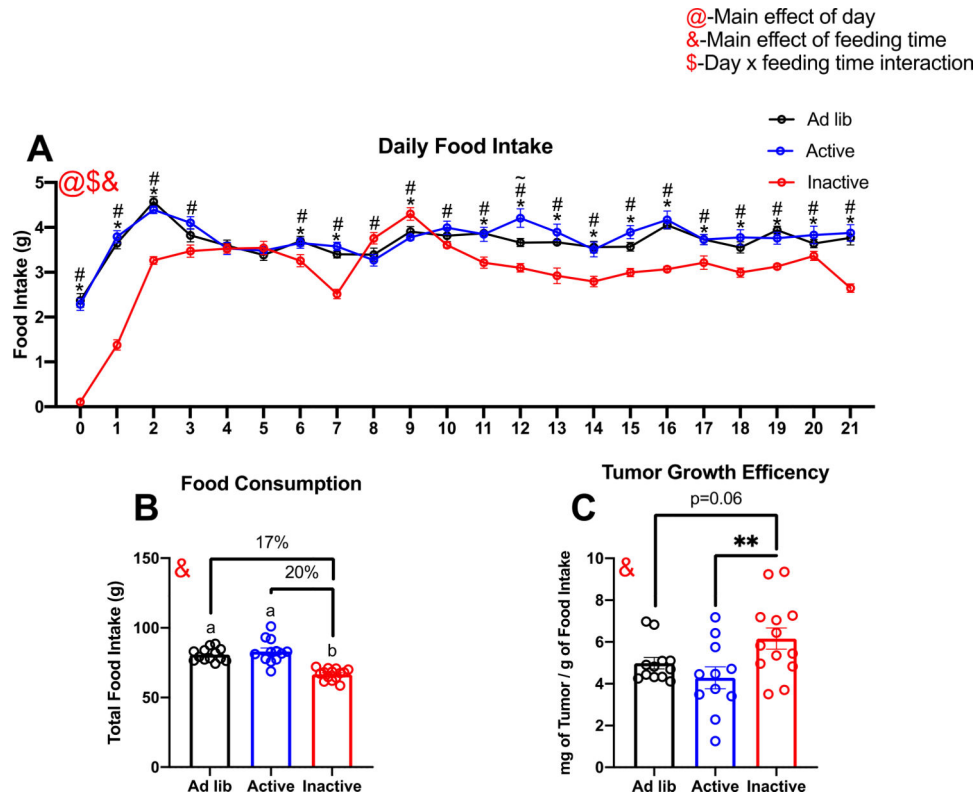 @-Main effect of day
&-Main effect of feeding time
$-Day x feeding time interaction
Ad lib
Active
Inactive
A
Daily Food Intake
@$&
Food Intake (g)
5
4
3
2
1
0
# * # * # * # # * # * # # * # # * ~ # * # * # * # * # * # * # * # * # * # *
0 1 2 3 4 5 6 7 8 9 10 11 12 13 14 15 16 17 18 19 20 21
B
Food Consumption
&
17%
20%
a a b
Total Food Intake (g)
150
100
50
0
Ad lib Active Inactive
C
Tumor Growth Efficency
p=0.06
**
&
mg of Tumor / g of Food Intake
10
8
6
4
2
0
Ad lib Active Inactive